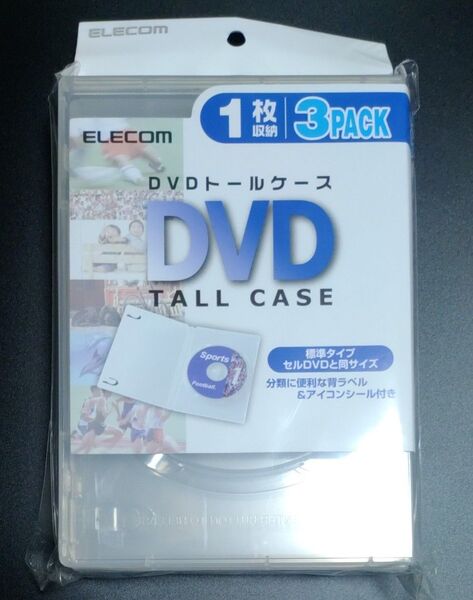 ELECOM
1枚収納 3PACK
ELECOM
DVDトールケース
DVD
TALL CASE
Sports
Football.
標準タイプ
セルDVDと同サイズ
分類に便利な背ラベル
&アイコンシール付き